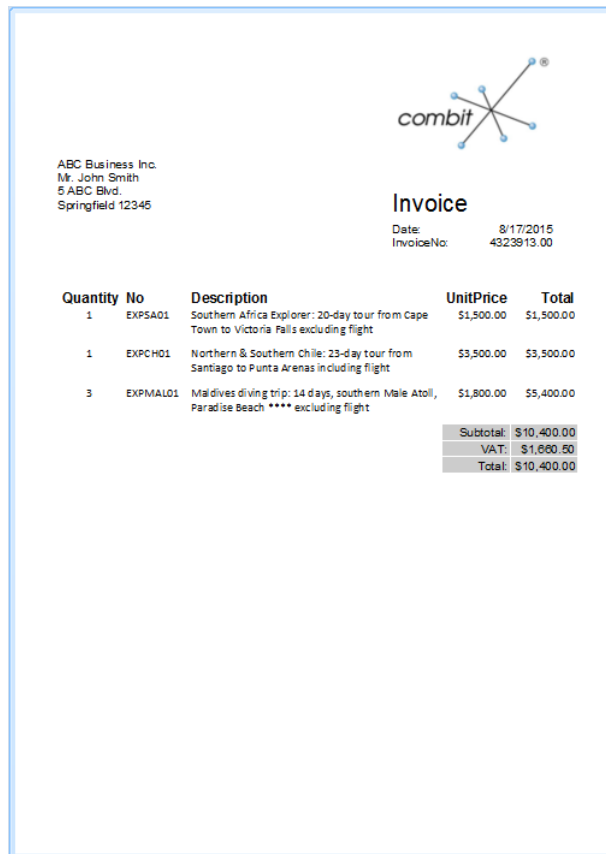 combit ®
ABC Business Inc.
Mr. John Smith
5 ABC Blvd.
Springfield 12345
Invoice
Date: 8/17/2015
InvoiceNo: 4323913.00
Quantity No Description UnitPrice Total
1 EXPSA01 Southern Africa Explorer: 20-day tour from Cape $1,500.00 $1,500.00
Town to Victoria Falls excluding flight
1 EXPCH01 Northern & Southern Chile: 23-day tour from $3,500.00 $3,500.00
Santiago to Punta Arenas including flight
3 EXPMAL01 Maldives diving trip: 14 days, southern Male Atoll, $1,800.00 $5,400.00
Paradise Beach **** excluding flight
Subtotal: $10,400.00
VAT: $1,660.50
Total: $10,400.00